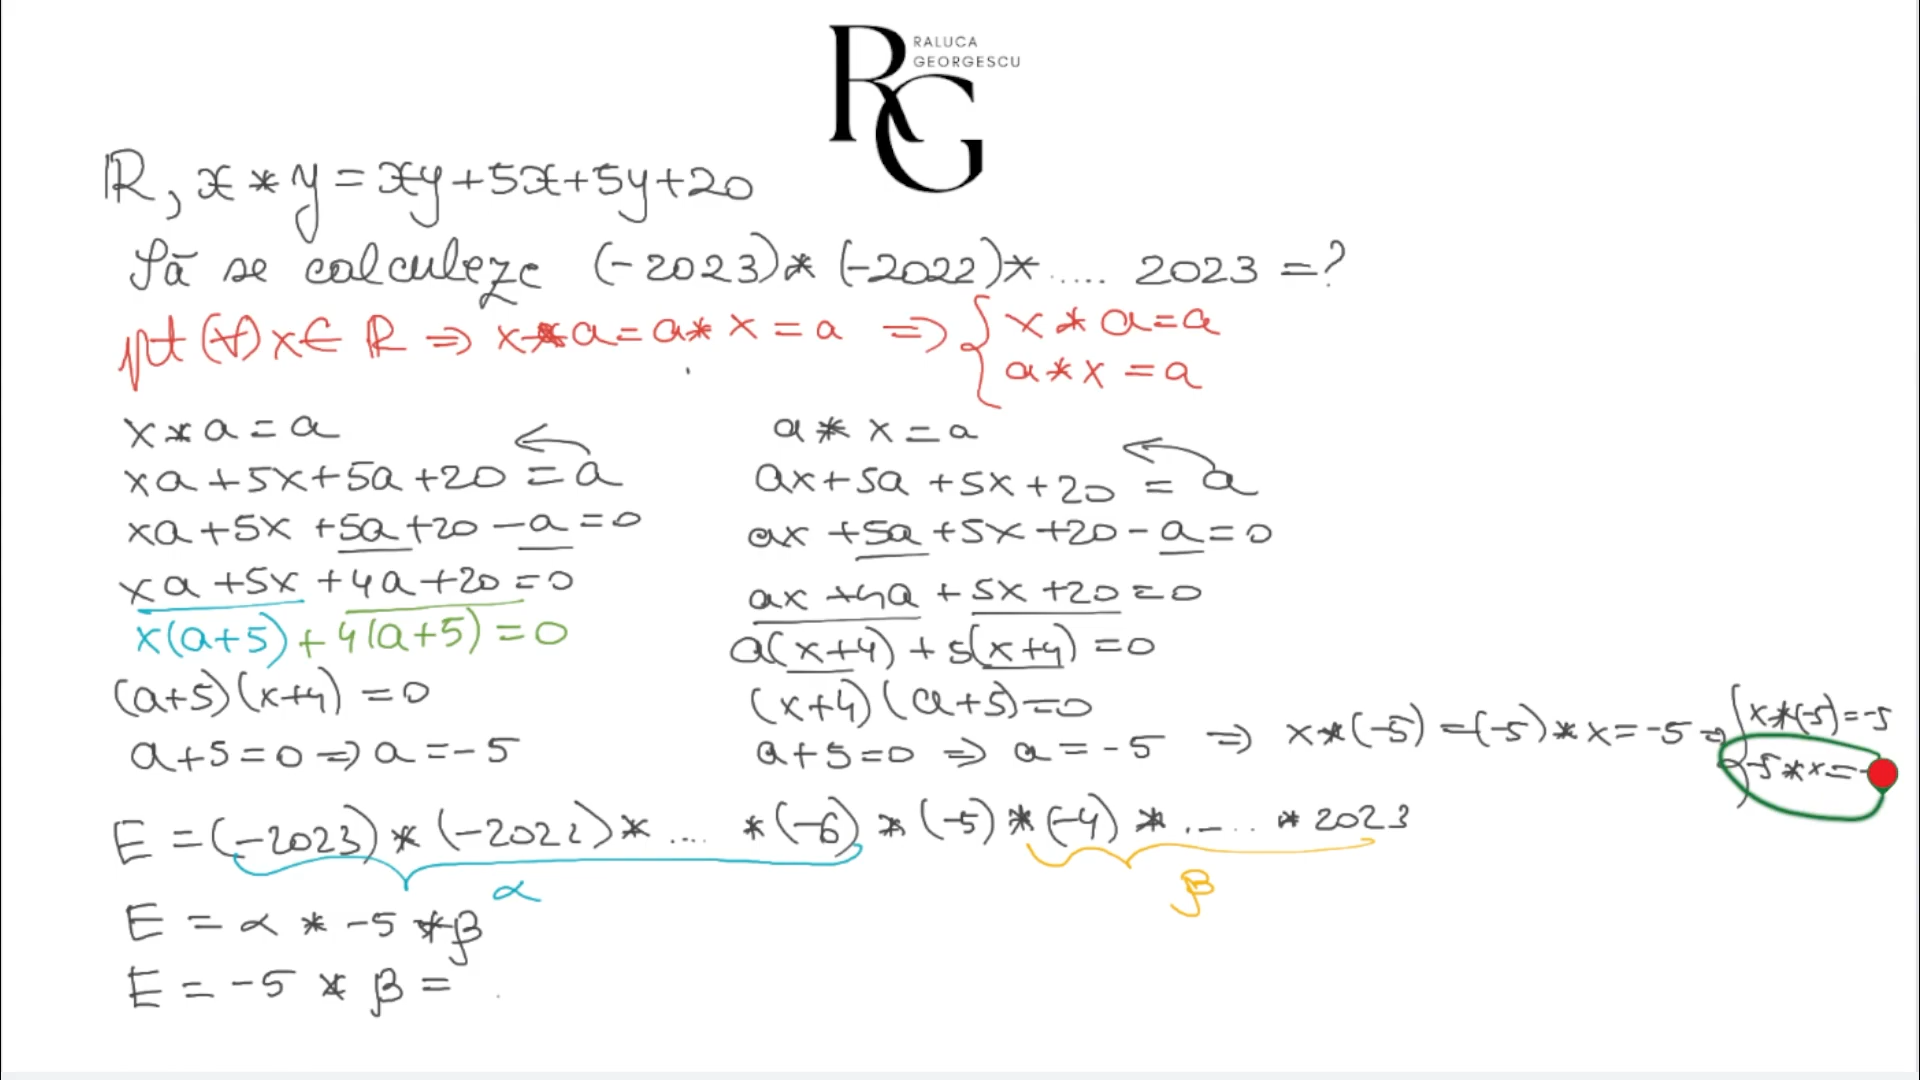 RALUCA
GEORGESCU
RG
ℝ, x * y = xy + 5x + 5y + 20
Să se calculeze (-2023) * (-2022) * ..... 2023 = ?
pt (∀) x ∈ ℝ ⇒ x * a = a * x = a ⇒ { x * a = a
a * x = a
x * a = a
xa + 5x + 5a + 20 = a
xa + 5x + 5a + 20 - a = 0
xa + 5x + 4a + 20 = 0
x(a+5) + 4(a+5) = 0
(a+5)(x+4) = 0
a + 5 = 0 ⇒ a = -5
a * x = a
ax + 5a + 5x + 20 = a
ax + 5a + 5x + 20 - a = 0
ax + 4a + 5x + 20 = 0
a(x+4) + 5(x+4) = 0
(x+4)(a+5) = 0
a + 5 = 0 ⇒ a = -5 ⇒ x * (-5) = (-5) * x = -5 ⇒ { x * (-5) = -5
-5 * x = -
E = (-2023) * (-2022) * .... * (-6) * (-5) * (-4) * ..... * 2023
α
β
E = α * -5 * β
E = -5 * β =